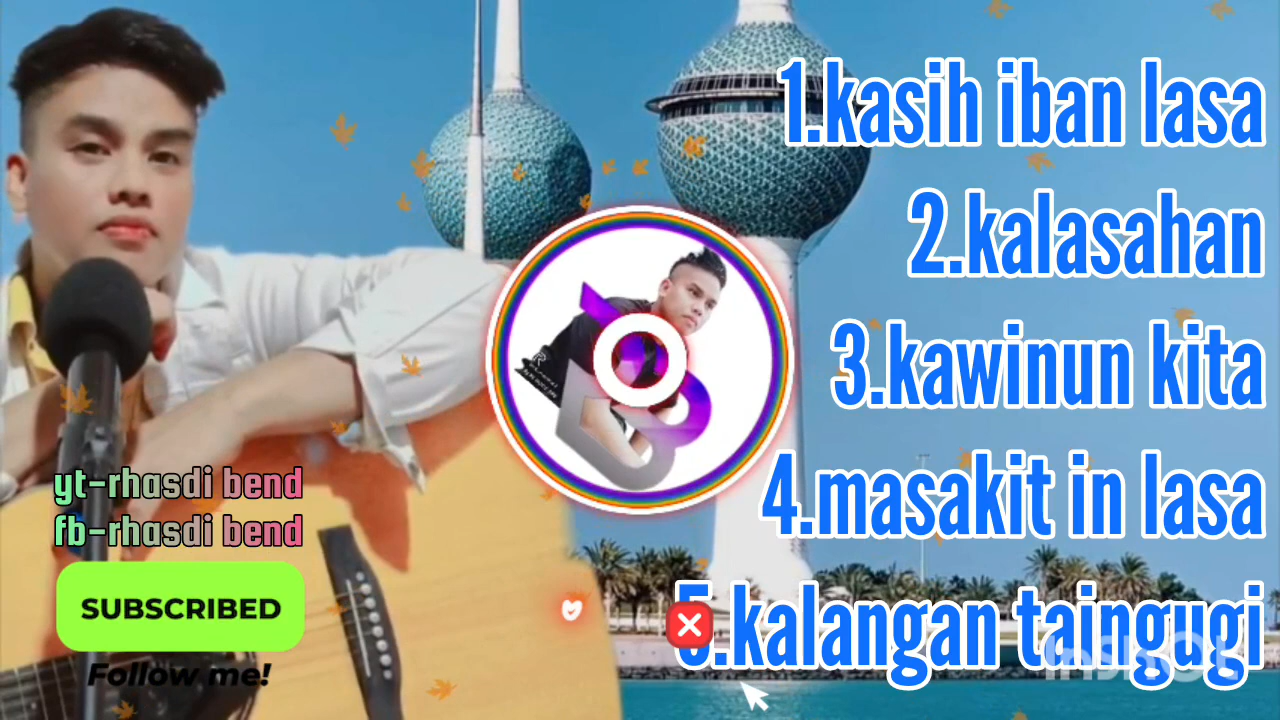 1.kasih iban lasa
2.kalasahan
3.kawinun kita
4.masakit in lasa
5.kalangan taingugi
yt-rhasdi bend
fb-rhasdi bend
SUBSCRIBED
Follow me!